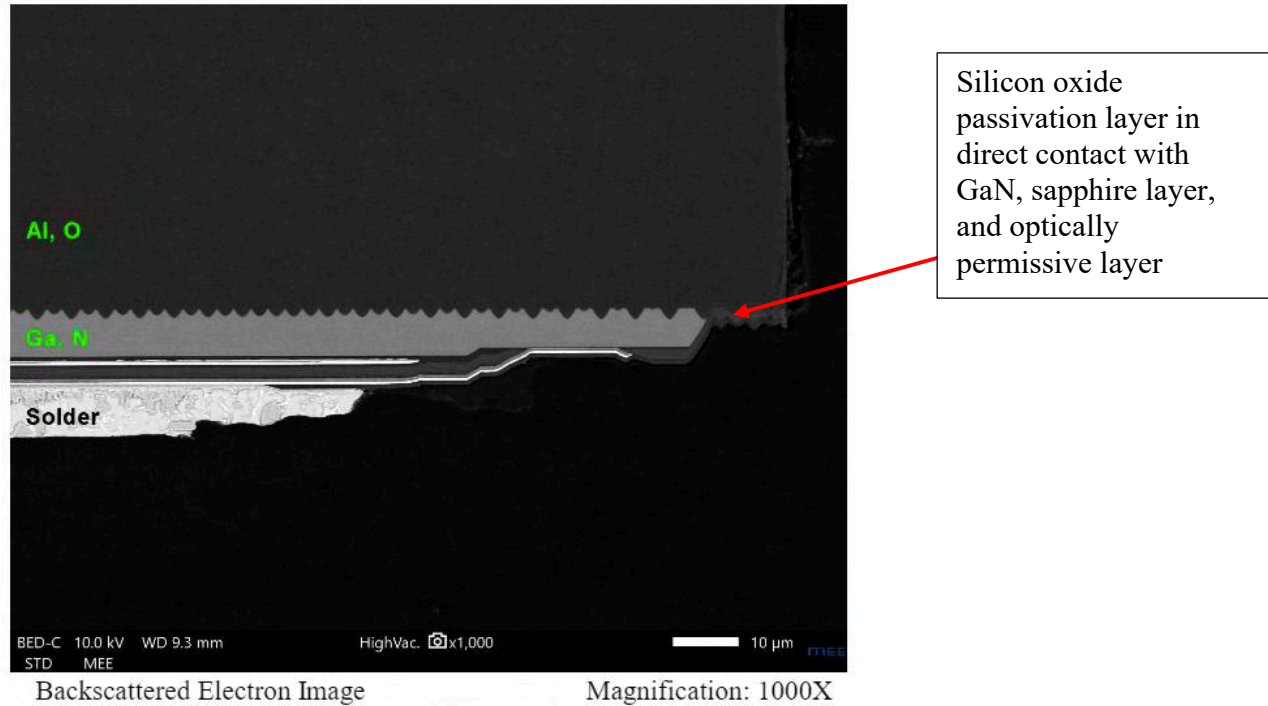 Silicon oxide
passivation layer in
direct contact with
GaN, sapphire layer,
and optically
permissive layer
Al, O
Ga, N
Solder
BED-C 10.0 kV WD 9.3 mm HighVac. x1,000 10 µm
STD MEE
MEE
Backscattered Electron Image Magnification: 1000X